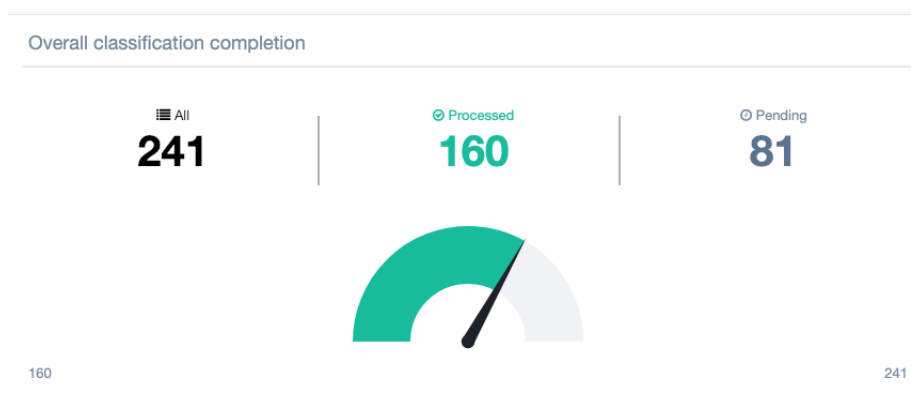 Overall classification completion
All
241
Processed
160
Pending
81
160
241